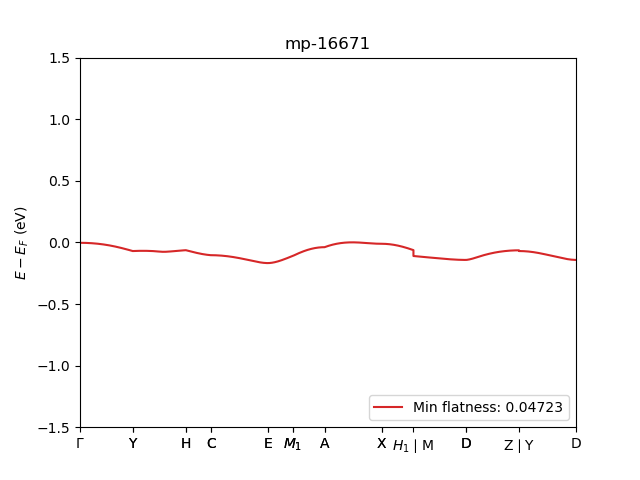 mp-16671
E − E_F (eV)
1.5
1.0
0.5
0.0
−0.5
−1.0
−1.5
Min flatness: 0.04723
Γ Y H C E M_1 A X H_1 | M D Z | Y D